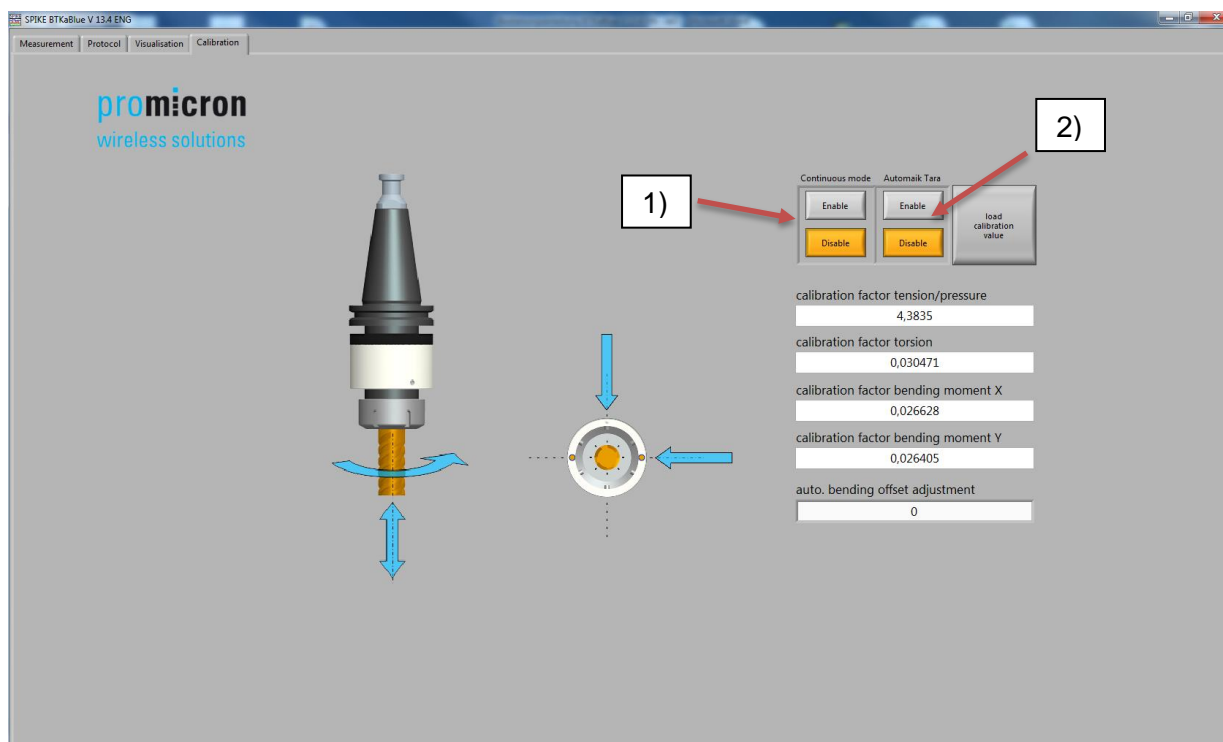 SPIKE BTKaBlue V 13.4 ENG
Measurement Protocol Visualisation Calibration
promicron
wireless solutions
1)
2)
Continuous mode Automaik Tara
Enable Enable
Disable Disable
load
calibration
value
calibration factor tension/pressure
4,3835
calibration factor torsion
0,030471
calibration factor bending moment X
0,026628
calibration factor bending moment Y
0,026405
auto. bending offset adjustment
0